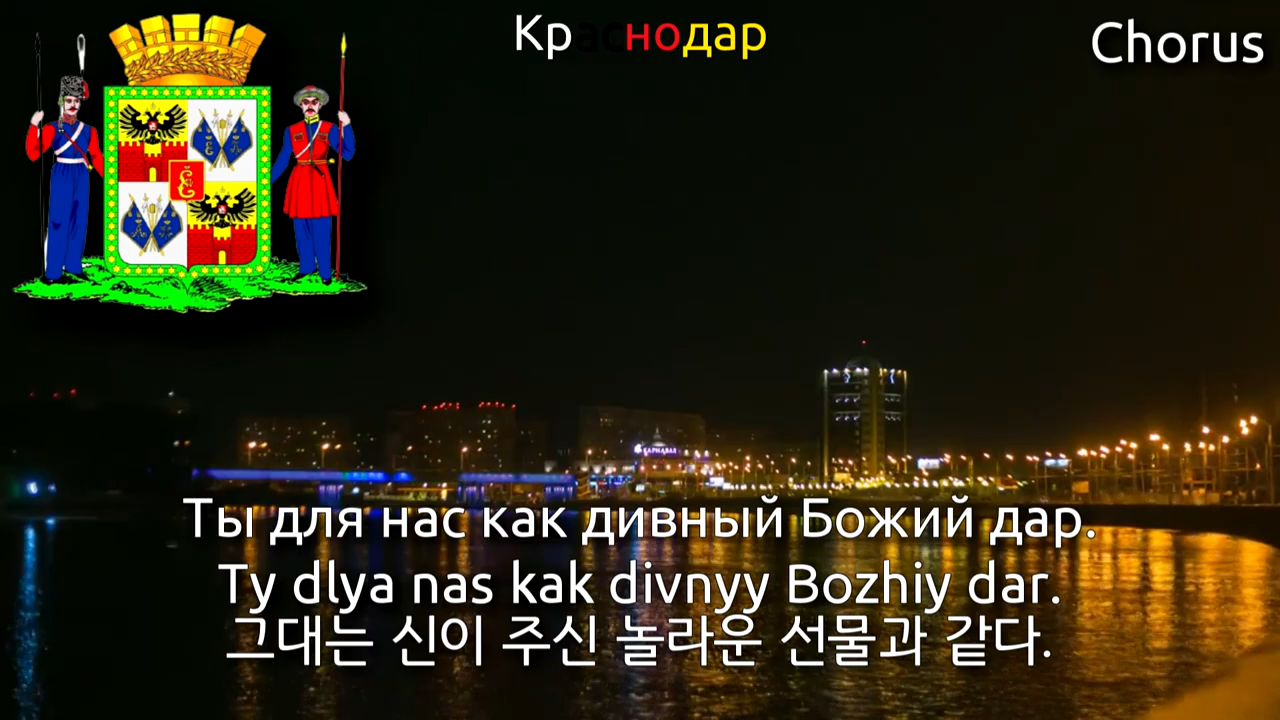 Краснодар
Chorus
КАРНАВАЛ
Ты для нас как дивный Божий дар.
Ty dlya nas kak divnyy Bozhiy dar.
그대는 신이 주신 놀라운 선물과 같다.